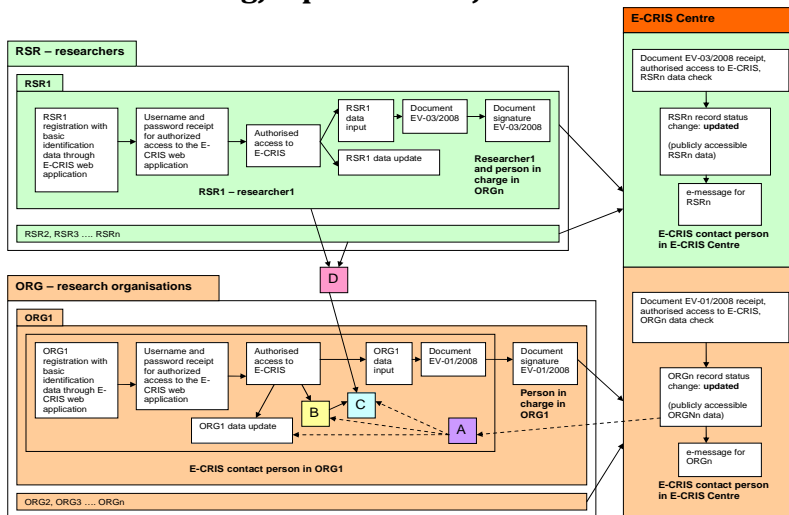 E-CRIS Centre
RSR – researchers
RSR1
RSR1
registration with
basic
identification
data through
E-CRIS web
application
Username and
password receipt
for authorized
access to the E-
CRIS web
application
Authorised
access to
E-CRIS
RSR1
data
input
Document
EV-03/2008
Document
signature
EV-03/2008
RSR1 data update
Researcher1
and person in
charge in
ORGn
RSR1 – researcher1
RSR2, RSR3 .... RSRn
Document EV-03/2008 receipt,
authorised access to E-CRIS,
RSRn data check
RSRn record status
change: updated
(publicly accessible
RSRn data)
e-message for
RSRn
E-CRIS contact person
in E-CRIS Centre
D
ORG – research organisations
ORG1
ORG1
registration with
basic
identification
data through E-
CRIS web
application
Username and
password receipt
for authorized
access to the E-
CRIS web
application
Authorised
access to
E-CRIS
ORG1
data
input
Document
EV-01/2008
Document
signature
EV-01/2008
B
C
A
Person in
charge in
ORG1
ORG1 data update
E-CRIS contact person in ORG1
ORG2, ORG3 .... ORGn
Document EV-01/2008 receipt,
authorised access to E-CRIS,
ORGn data check
ORGn record status
change: updated
(publicly accessible
ORGNn data)
e-message for
ORGn
E-CRIS contact person
in E-CRIS Centre